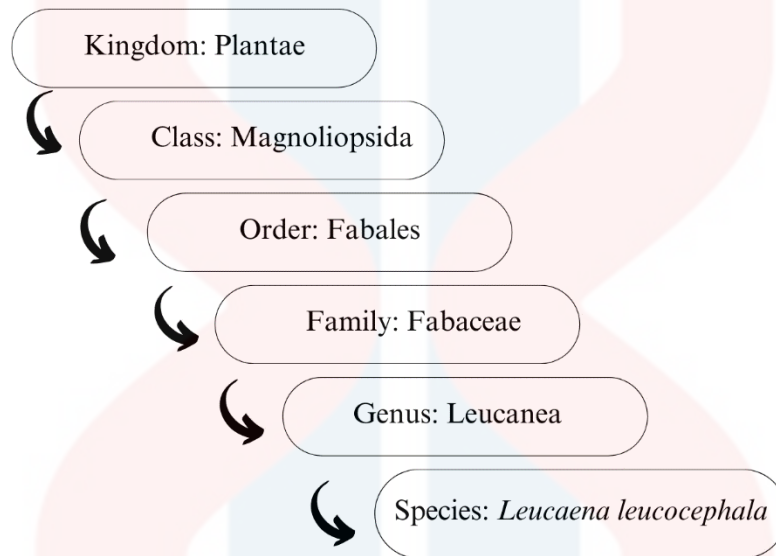 Kingdom: Plantae
Class: Magnoliopsida
Order: Fabales
Family: Fabaceae
Genus: Leucanea
Species: Leucaena leucocephala